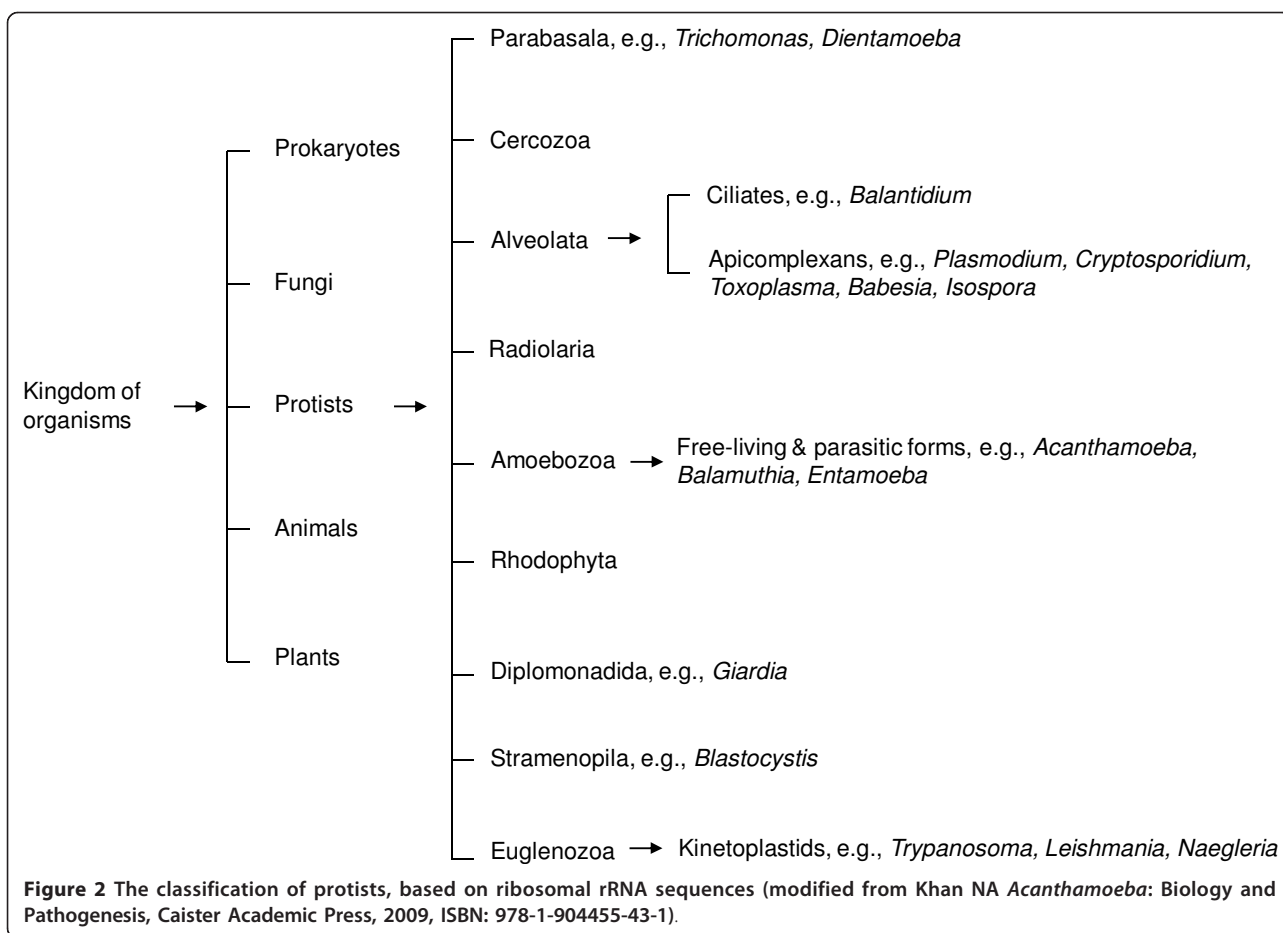 Parabasala, e.g., Trichomonas, Dientamoeba
Prokaryotes
Cercozoa
Ciliates, e.g., Balantidium
Alveolata
Apicomplexans, e.g., Plasmodium, Cryptosporidium,
Toxoplasma, Babesia, Isospora
Fungi
Radiolaria
Kingdom of
organisms
Protists
Amoebozoa
Free-living & parasitic forms, e.g., Acanthamoeba,
Balamuthia, Entamoeba
Animals
Rhodophyta
Plants
Diplomonadida, e.g., Giardia
Stramenopila, e.g., Blastocystis
Euglenozoa
Kinetoplastids, e.g., Trypanosoma, Leishmania, Naegleria
Figure 2 The classification of protists, based on ribosomal rRNA sequences (modified from Khan NA Acanthamoeba: Biology and
Pathogenesis, Caister Academic Press, 2009, ISBN: 978-1-904455-43-1).